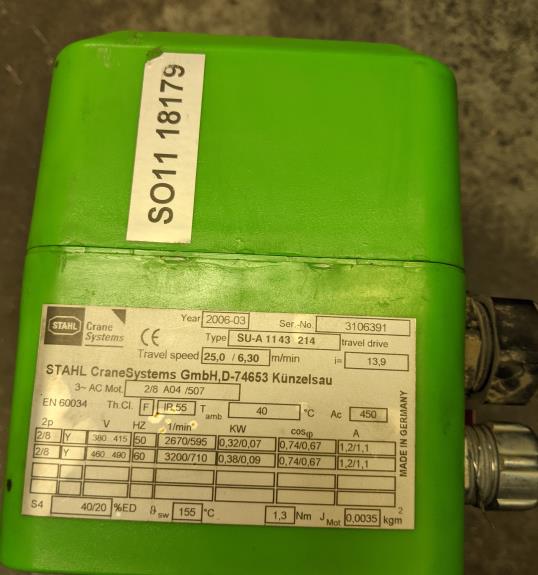 SO11 18179
STAHL Crane Systems
CE
Year 2006-03 Ser.-No. 3106391
Type SU-A 1143 214 travel drive
Travel speed 25,0 / 6,30 m/min i= 13,9
STAHL CraneSystems GmbH,D-74653 Künzelsau
3~ AC Mot. 2/8 A04 /507
EN 60034 Th.Cl. F IP 55 Tamb 40 °C Ac 450
2p V HZ 1/min KW cosφ A
2/8 Y 380 415 50 2670/595 0,32/0,07 0,74/0,67 1,2/1,1
2/8 Y 460 490 60 3200/710 0,38/0,09 0,74/0,67 1,2/1,1
S4 40/20 %ED ϑsw 155 °C 1,3 Nm JMot 0,0035 kgm²
MADE IN GERMANY